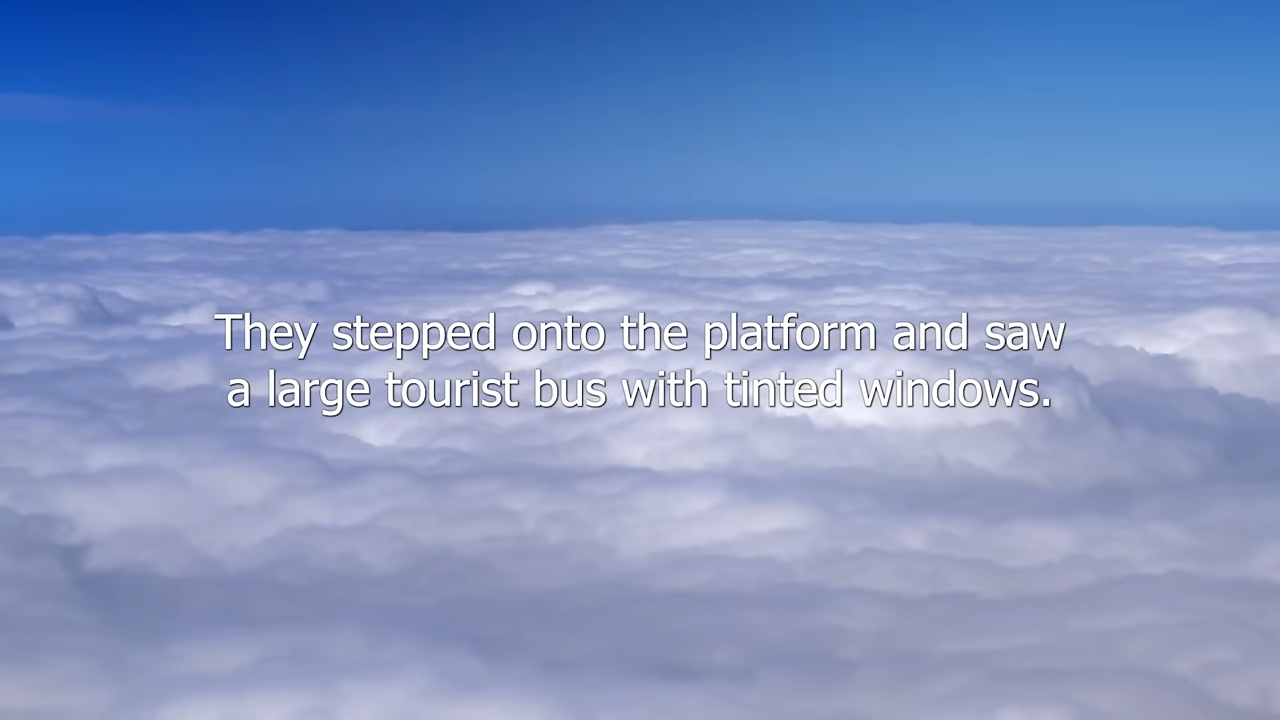 They stepped onto the platform and saw
a large tourist bus with tinted windows.